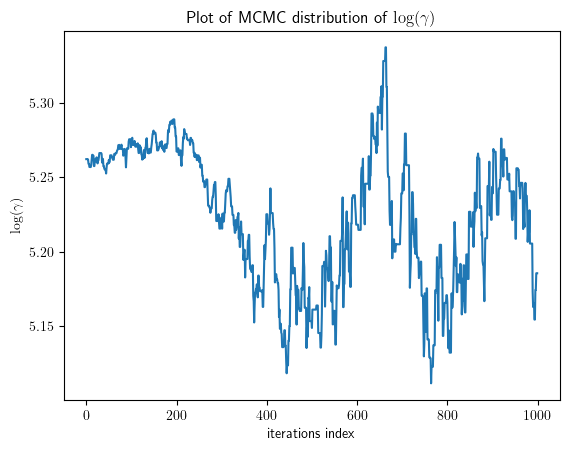 Plot of MCMC distribution of log(γ)
5.30
5.25
5.20
5.15
log(γ)
0 200 400 600 800 1000
iterations index